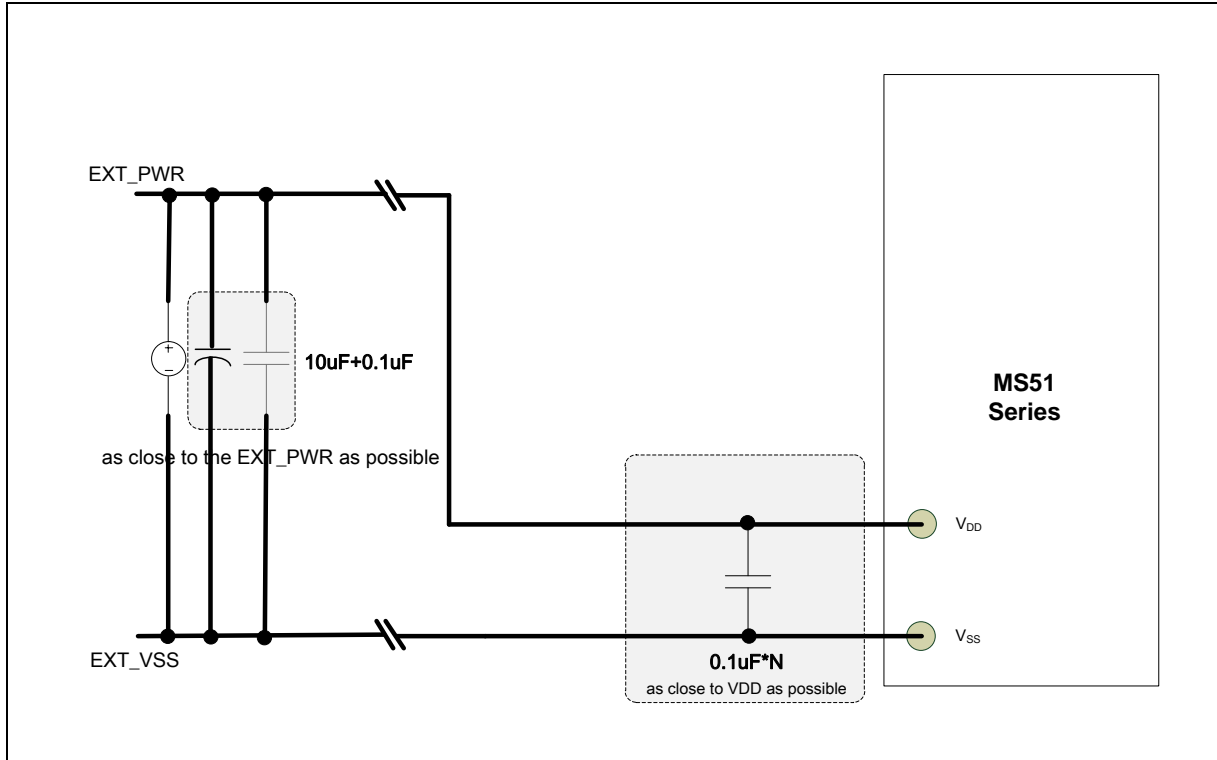 EXT_PWR
+
−
10uF+0.1uF
as close to the EXT_PWR as possible
EXT_VSS
MS51
Series
VDD
VSS
0.1uF*N
as close to VDD as possible